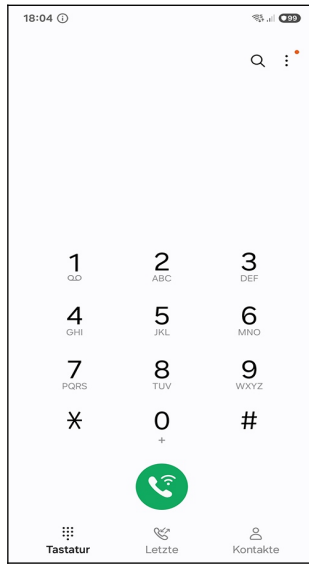 18:04
99
1 2 3
ABC DEF
4 5 6
GHI JKL MNO
7 8 9
PQRS TUV WXYZ
* 0 #
+
Tastatur Letzte Kontakte